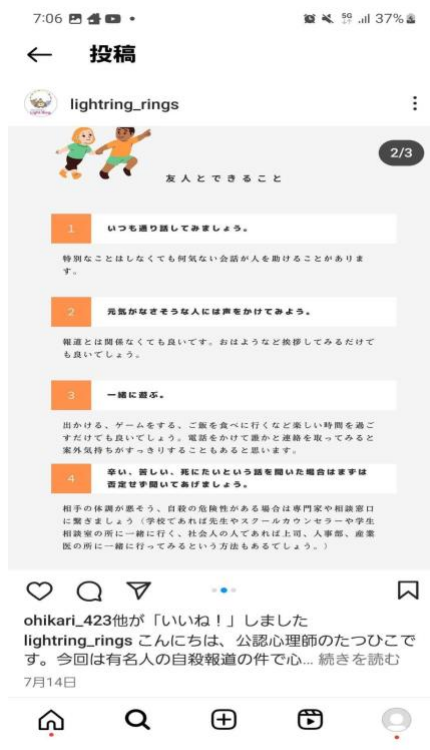 7:06
5G
37%
投稿
lightring_rings
2/3
友人とできること
1
いつも通り話してみましょう。
特別なことはしなくても何気ない会話が人を助けることがありま
す。
2
元気がなさそうな人には声をかけてみよう。
報道とは関係なくても良いです。おはようなど挨拶してみるだけで
も良いでしょう。
3
一緒に遊ぶ。
出かける、ゲームをする、ご飯を食べに行くなど楽しい時間を過ご
すだけでも良いでしょう。電話をかけて誰かと連絡を取ってみると
案外気持ちがすっきりすることもあると思います。
4
辛い、苦しい、死にたいという話を聞いた場合はまずは
否定せず聞いてあげましょう。
相手の体調が悪そう、自殺の危険性がある場合は専門家や相談窓口
に繋ぎましょう（学校であれば先生やスクールカウンセラーや学生
相談室の所に一緒に行く、社会人の人であれば上司、人事部、産業
医の所に一緒に行ってみるという方法もあるでしょう。）
ohikari_423他が「いいね！」しました
lightring_rings こんにちは、公認心理師のたつひこで
す。今回は有名人の自殺報道の件で心... 続きを読む
7月14日